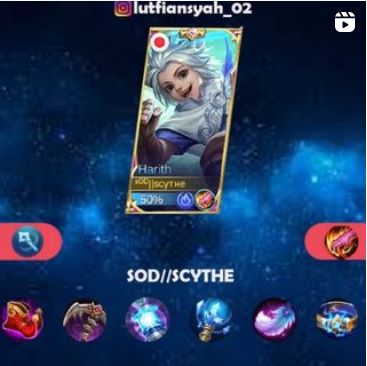 lutfiansyah_02
Harith
SOD||SCYTHE
50%
SOD//SCYTHE